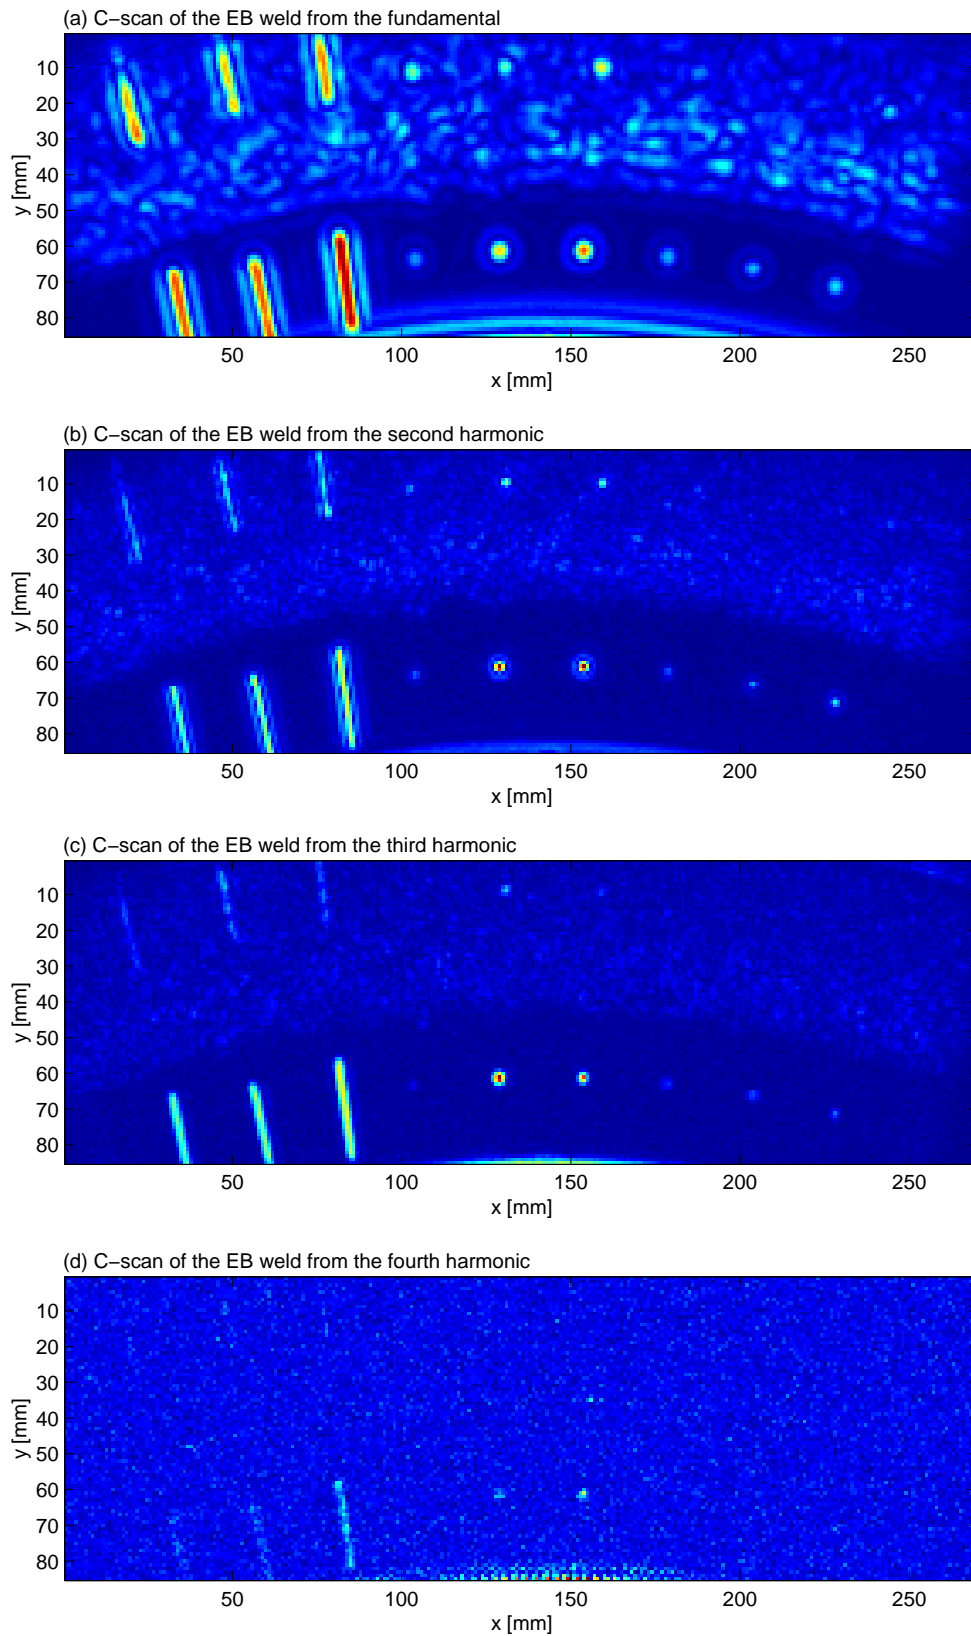 (a) C−scan of the EB weld from the fundamental
10
20
30
40
50
60
70
80
y [mm]
50 100 150 200 250
x [mm]
(b) C−scan of the EB weld from the second harmonic
10
20
30
40
50
60
70
80
y [mm]
50 100 150 200 250
x [mm]
(c) C−scan of the EB weld from the third harmonic
10
20
30
40
50
60
70
80
y [mm]
50 100 150 200 250
x [mm]
(d) C−scan of the EB weld from the fourth harmonic
10
20
30
40
50
60
70
80
y [mm]
50 100 150 200 250
x [mm]